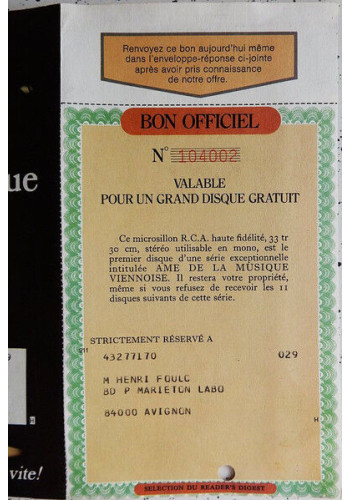 Renvoyez ce bon aujourd'hui même
dans l'enveloppe-réponse ci-jointe
après avoir pris connaissance
de notre offre.
BON OFFICIEL
N° 104002
ue
VALABLE
POUR UN GRAND DISQUE GRATUIT
Ce microsillon R.C.A. haute fidélité, 33 tr
30 cm, stéréo utilisable en mono, est le
premier disque d'une série exceptionnelle
intitulée AME DE LA MUSIQUE
VIENNOISE. Il restera votre propriété,
même si vous refusez de recevoir les 11
disques suivants de cette série.
STRICTEMENT RÉSERVÉ A
43277170 029
M HENRI FOULC
BD P MARIETON LABO
84000 AVIGNON
H
vite!
SÉLECTION DU READER'S DIGEST